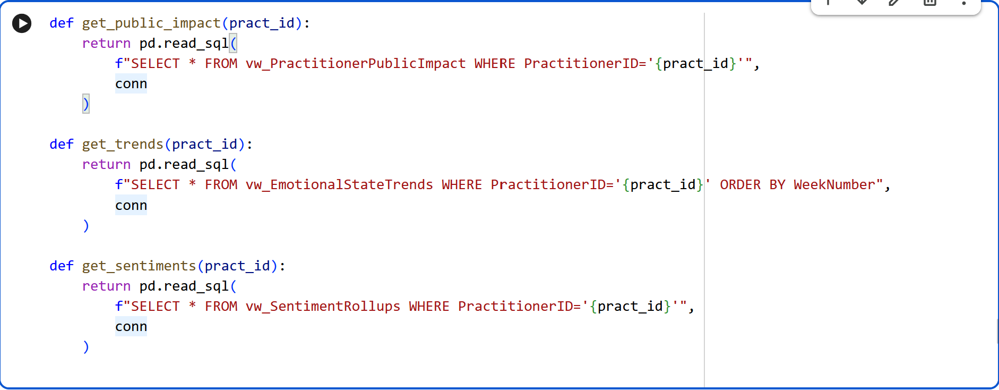 def get_public_impact(pract_id):
    return pd.read_sql(
        f"SELECT * FROM vw_PractitionerPublicImpact WHERE PractitionerID='{pract_id}'",
        conn
    )

def get_trends(pract_id):
    return pd.read_sql(
        f"SELECT * FROM vw_EmotionalStateTrends WHERE PractitionerID='{pract_id}' ORDER BY WeekNumber",
        conn
    )

def get_sentiments(pract_id):
    return pd.read_sql(
        f"SELECT * FROM vw_SentimentRollups WHERE PractitionerID='{pract_id}'",
        conn
    )